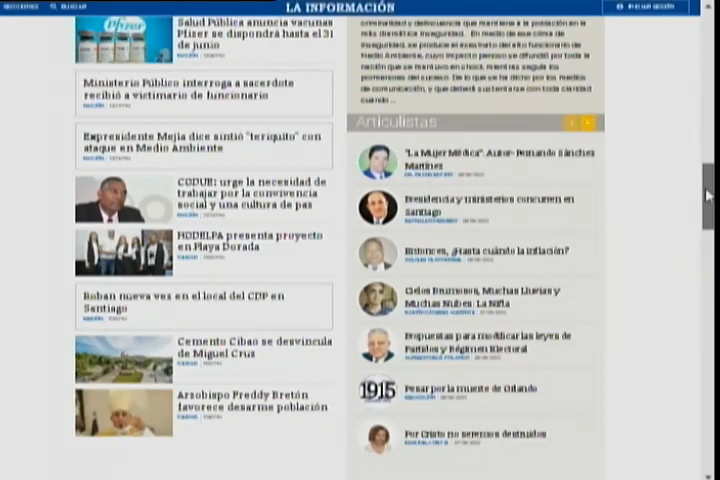 BUSCAR
LA INFORMACIÓN
INICIAR SESIÓN
Salud Pública anuncia vacunas
Pfizer se dispondrá hasta el 31
de junio
Pfizer
Ministerio Público interroga a sacerdote
recibió a victimario de funcionario
Expresidente Mejía dice sintió "teriquito" con
ataque en Medio Ambiente
CODUE: urge la necesidad de
trabajar por la convivencia
social y una cultura de paz
HODELPA presenta proyecto
en Playa Dorada
Roban nueva vez en el local del CDP en
Santiago
Cemento Cibao se desvincula
de Miguel Cruz
Arzobispo Freddy Bretón
favorece desarme población
criminalidad y delincuencia que mantiene a la población en la
más dramática inseguridad. En medio de ese clima de
inseguridad, se produce el asesinato del alto funcionario de
Medio Ambiente, cuyo impacto penoso se difundió por toda la
nación que se mantuvo en shock, mientras seguía los
pormenores del suceso. De lo que se ha dicho por los medios
de comunicación, y que deberá sustentarse con toda claridad
cuando ...
Articulistas
"La Mujer Médica". Autor- Fernando Sánchez
Martínez
Presidencia y ministerios concurren en
Santiago
Entonces, ¿Hasta cuándo la inflación?
Cielos Brumosos, Muchas Lluvias y
Muchas Nubes: La Niña
Propuestas para modificar las leyes de
Partidos y Régimen Electoral
1915
Pesar por la muerte de Orlando
REDACCIÓN
Por Cristo no seremos destruidos